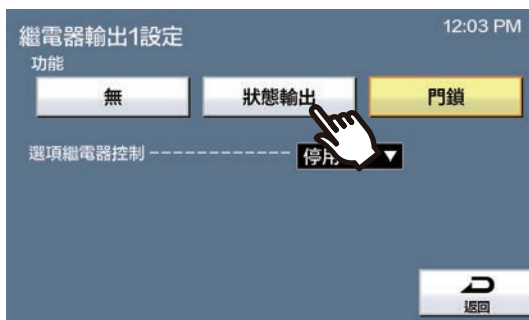 繼電器輸出1設定
12:03 PM
功能
無
狀態輸出
門鎖
選項繼電器控制 ------------ 停用 ▼
返回